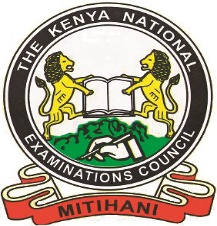 THE KENYA NATIONAL
EXAMINATIONS COUNCIL
MITIHANI